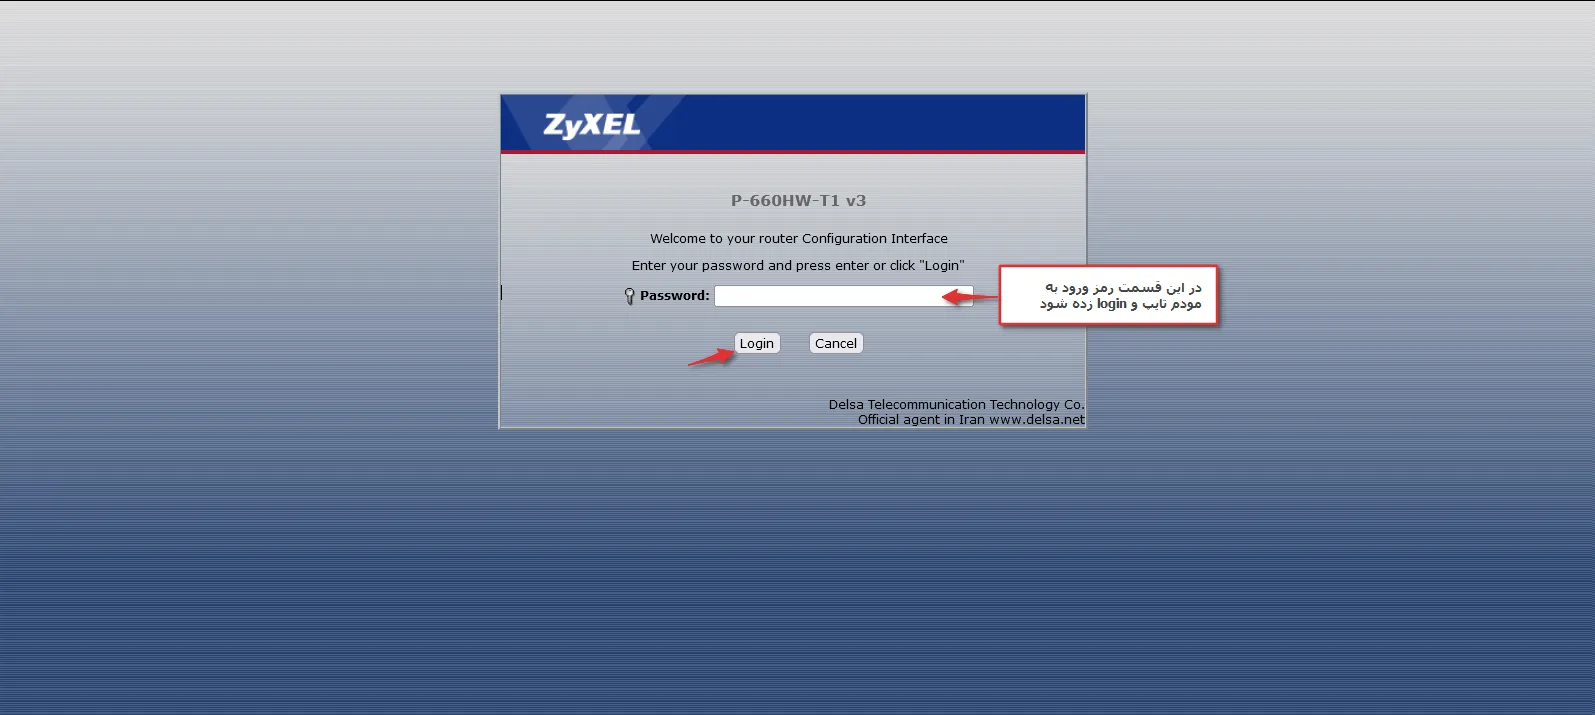 ZyXEL
P-660HW-T1 v3
Welcome to your router Configuration Interface
Enter your password and press enter or click "Login"
Password:
در این قسمت رمز ورود به
مودم تایپ و login زده شود
Login
Cancel
Delsa Telecommunication Technology Co.
Official agent in Iran www.delsa.net